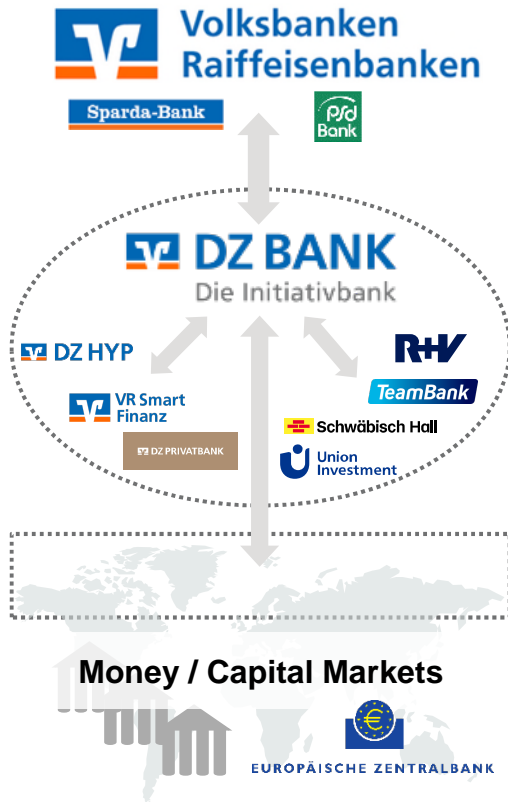 Volksbanken
Raiffeisenbanken
Sparda-Bank
psd
Bank
DZ BANK
Die Initiativbank
DZ HYP
R+V
VR Smart
Finanz
TeamBank
DZ PRIVATBANK
Schwäbisch Hall
Union
Investment
Money / Capital Markets
EUROPÄISCHE ZENTRALBANK